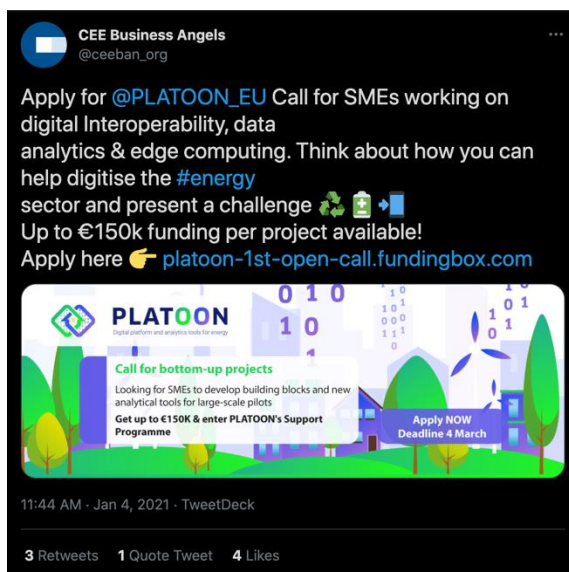 CEE Business Angels
@ceeban_org
Apply for @PLATOON_EU Call for SMEs working on
digital Interoperability, data
analytics & edge computing. Think about how you can
help digitise the #energy
sector and present a challenge ♻️ 🔋 📲
Up to €150k funding per project available!
Apply here 👉 platoon-1st-open-call.fundingbox.com
PLATOON
Digital platform and analytics tools for energy
Call for bottom-up projects
Looking for SMEs to develop building blocks and new
analytical tools for large-scale pilots
Get up to €150K & enter PLATOON's Support
Programme
Apply NOW
Deadline 4 March
11:44 AM · Jan 4, 2021 · TweetDeck
3 Retweets 1 Quote Tweet 4 Likes